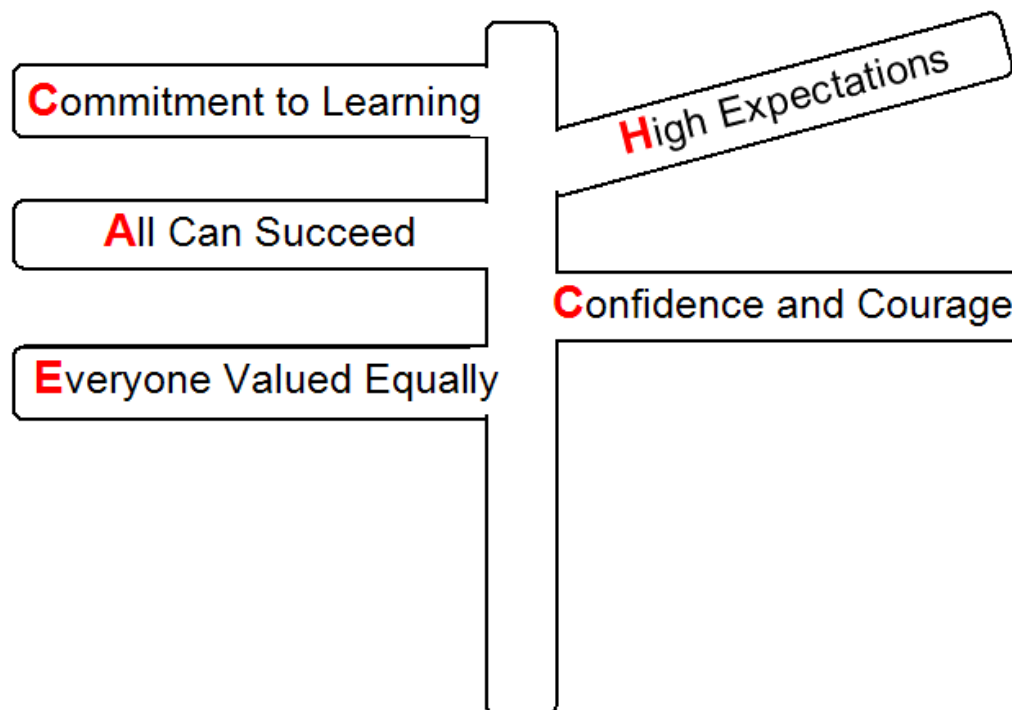 Commitment to Learning
High Expectations
All Can Succeed
Confidence and Courage
Everyone Valued Equally